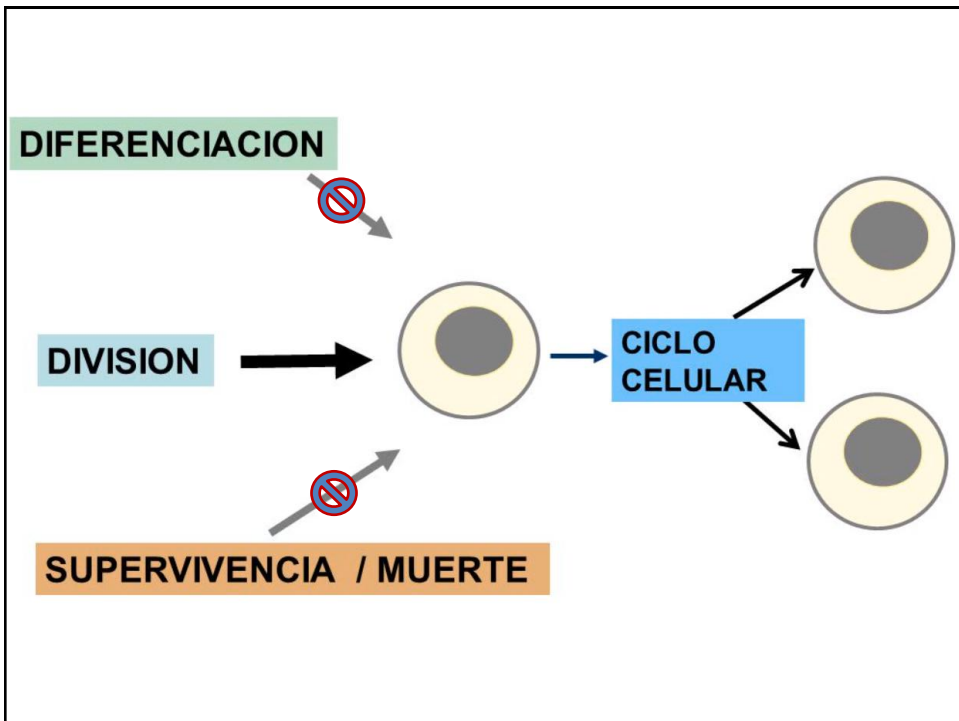 DIFERENCIACION
DIVISION
CICLO
CELULAR
SUPERVIVENCIA / MUERTE